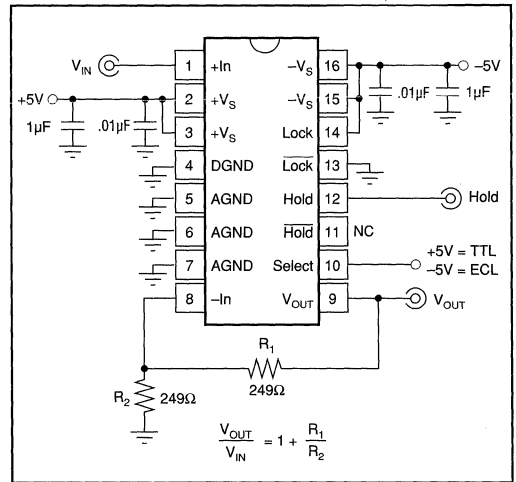 V_IN
1 +In
–V_S 16
–5V
+5V
2 +V_S
–V_S 15
.01µF
1µF
1µF
.01µF
3 +V_S
Lock 14
4 DGND
L̅o̅c̅k̅ 13
5 AGND
Hold 12
Hold
6 AGND
H̅o̅l̅d̅ 11
NC
7 AGND
Select 10
+5V = TTL
–5V = ECL
8 –In
V_OUT 9
V_OUT
R_1
249Ω
R_2
249Ω
V_OUT / V_IN = 1 + R_1 / R_2